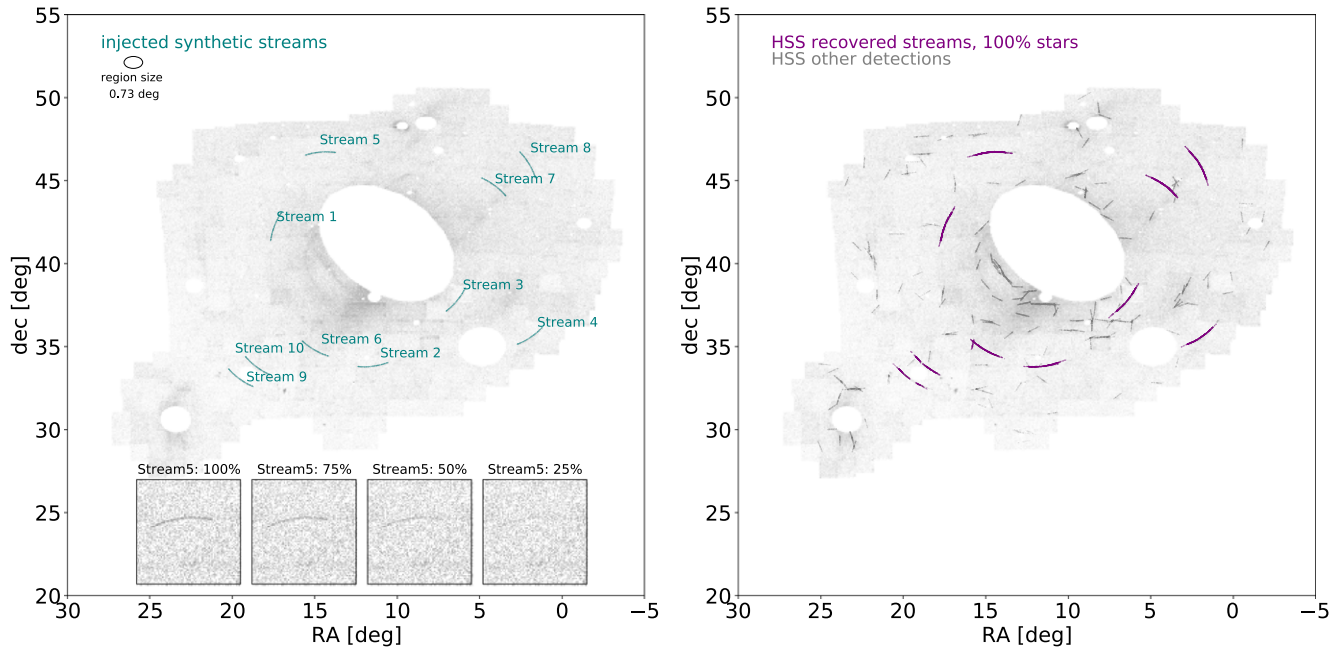 55
50
45
40
35
30
25
20
dec [deg]
injected synthetic streams
region size
0.73 deg
Stream 5
Stream 8
Stream 7
Stream 1
Stream 3
Stream 4
Stream 6
Stream 10
Stream 2
Stream 9
Stream5: 100%
Stream5: 75%
Stream5: 50%
Stream5: 25%
30
25
20
15
10
5
0
−5
RA [deg]
55
50
45
40
35
30
25
20
dec [deg]
HSS recovered streams, 100% stars
HSS other detections
30
25
20
15
10
5
0
−5
RA [deg]